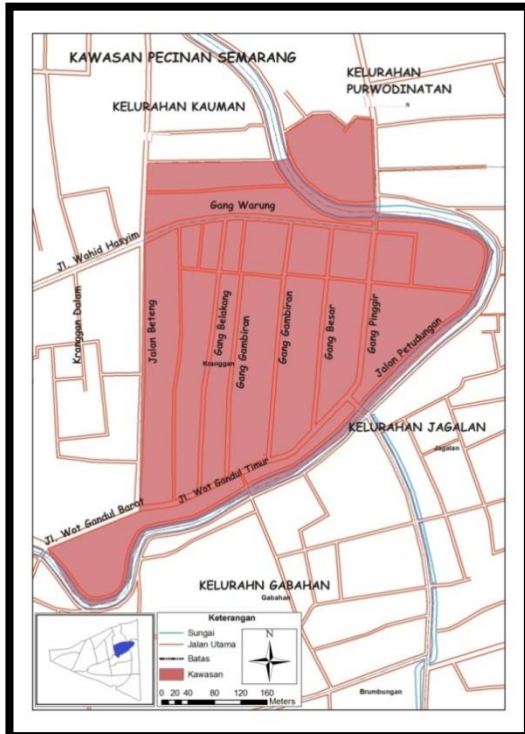 KAWASAN PECINAN SEMARANG
KELURAHAN
PURWODINATAN
n
KELURAHAN KAUMAN
Gang Warung
Jl. Wahid Hasyim
Kranggan Dalam
Jalan Beteng
Gang Belakang
Kranggan
Gang Gambiran
Gang Gambiran
Gang Besar
Gang Pinggir
Jalan Petudungan
KELURAHAN JAGALAN
Jagalan
Jl. Wot Gandul Timur
Jl. Wot Gandul Barat
KELURAHN GABAHAN
Gabahan
Keterangan
Sungai
Jalan Utama
Batas
Kawasan
N
0 20 40 80 120 160
Meters
Brumbungan